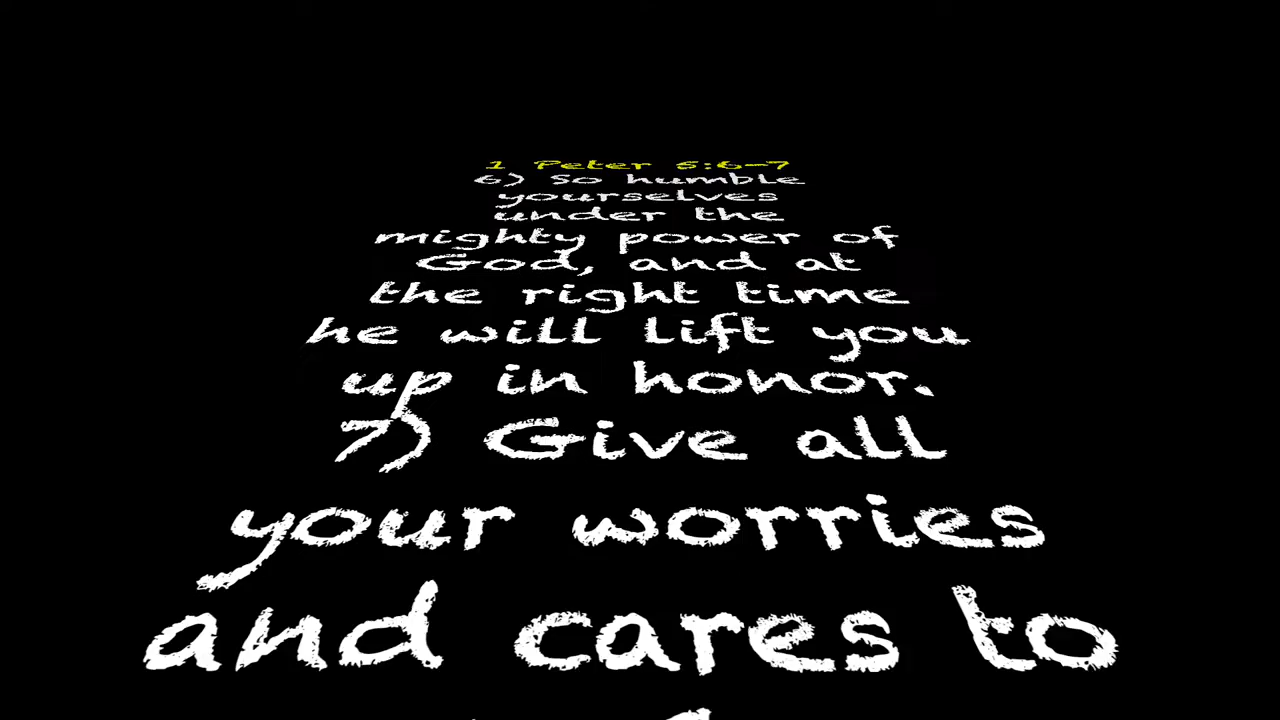 1 Peter 5:6-7
6) So humble
yourselves
under the
mighty power of
God, and at
the right time
he will lift you
up in honor.
7) Give all
your worries
and cares to